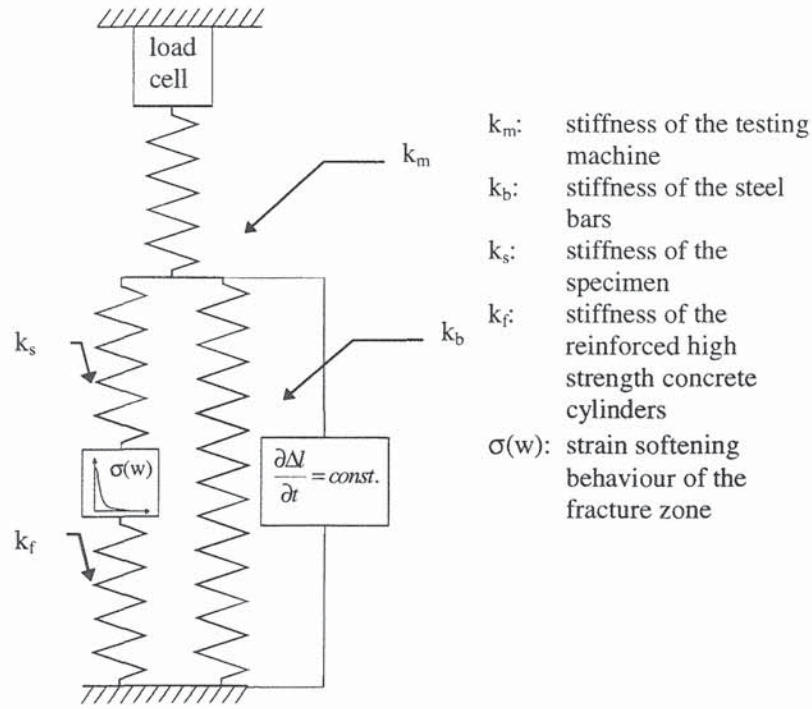 load
cell
k_m
k_s
k_b
σ(w)
∂Δl
∂t
= const.
k_f
k_m: stiffness of the testing
machine
k_b: stiffness of the steel
bars
k_s: stiffness of the
specimen
k_f: stiffness of the
reinforced high
strength concrete
cylinders
σ(w): strain softening
behaviour of the
fracture zone